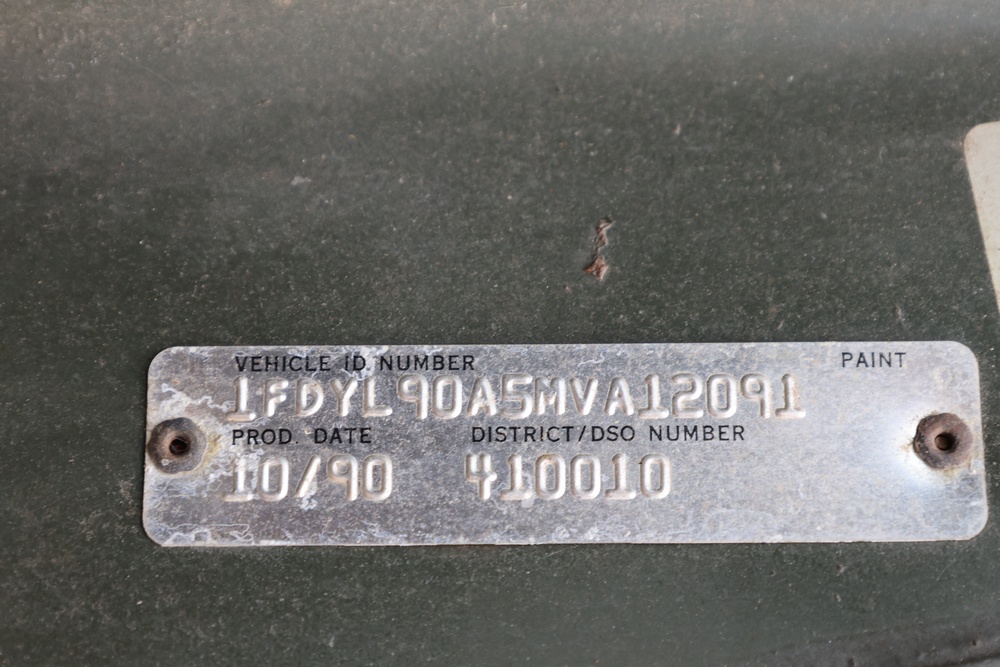 VEHICLE ID NUMBER PAINT
1FDYL90A5MVA12091
PROD. DATE DISTRICT/DSO NUMBER
10/90 410010